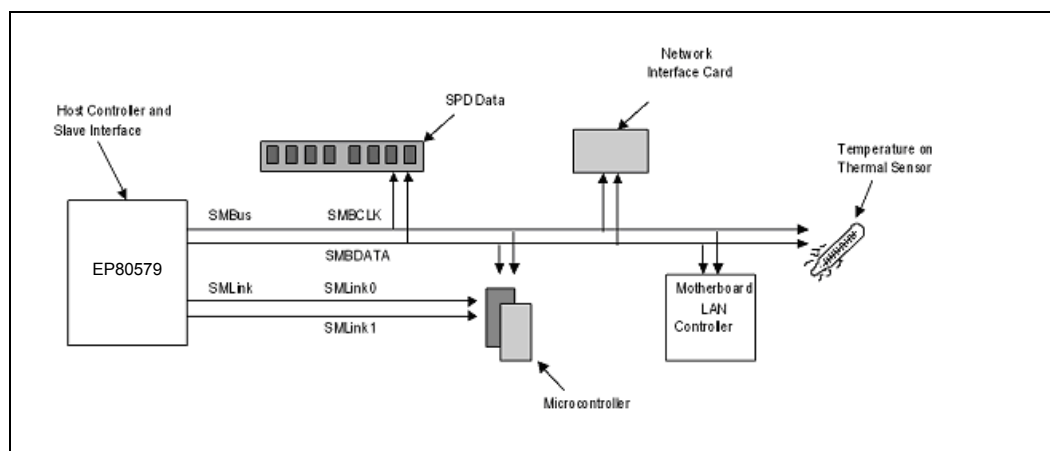 Network
Interface Card
SPD Data
Host Controller and
Slave Interface
Temperature on
Thermal Sensor
SMBus
SMBCLK
SMBDATA
EP80579
SMLink
SMLink0
SMLink1
Motherboard
LAN
Controller
Microcontroller